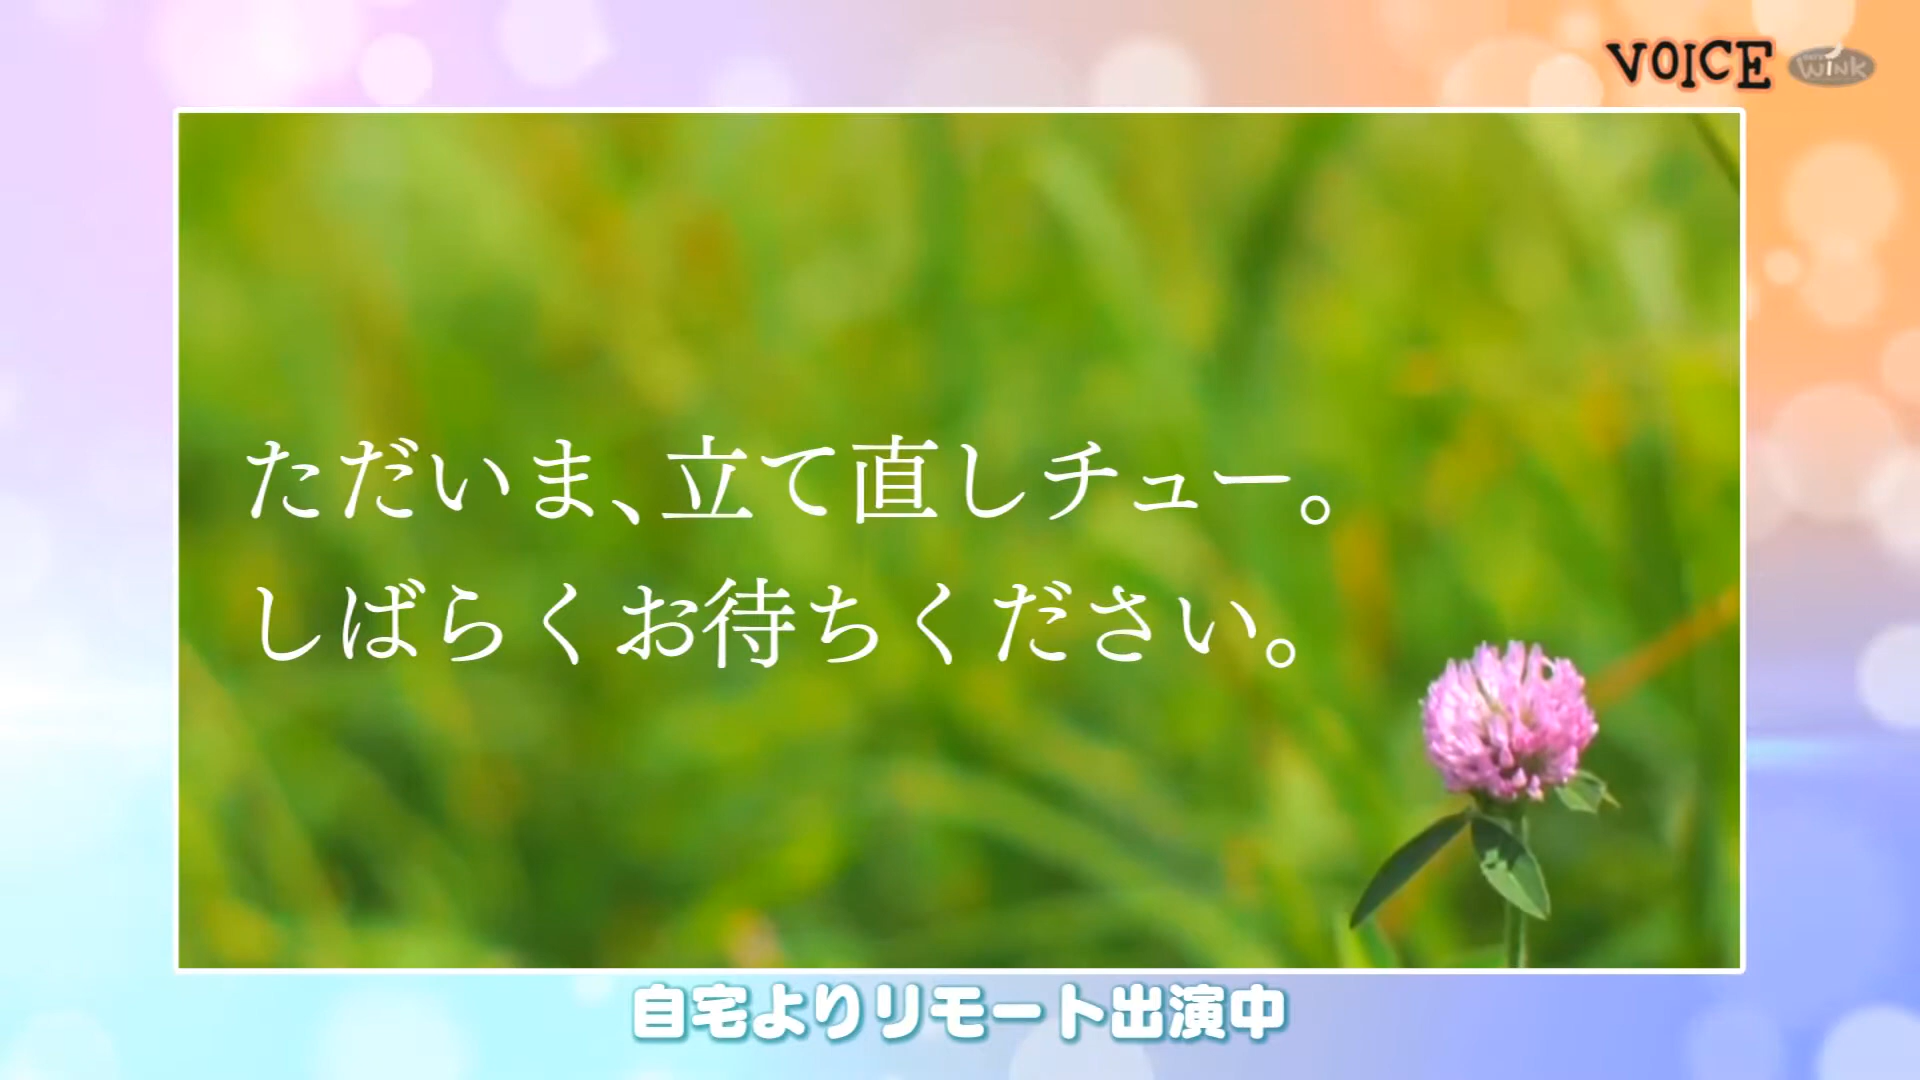 VOICE WiNK
ただいま、立て直しチュー。
しばらくお待ちください。
自宅よりリモート出演中